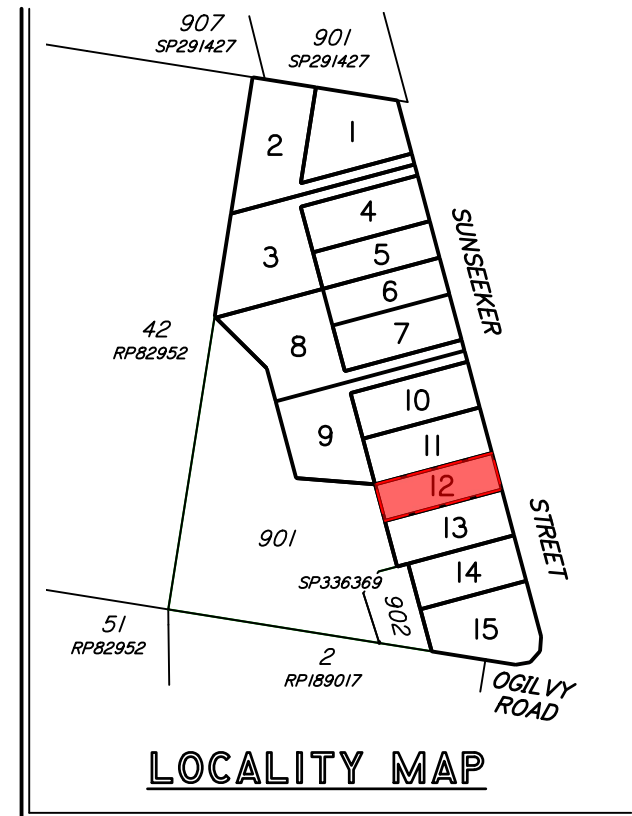 907
SP291427
901
SP291427
1
2
4
5
3
6
7
8
SUNSEEKER
42
RP82952
10
11
9
12
13
STREET
901
14
SP336369
902
15
51
RP82952
2
RP189017
OGILVY
ROAD
LOCALITY MAP